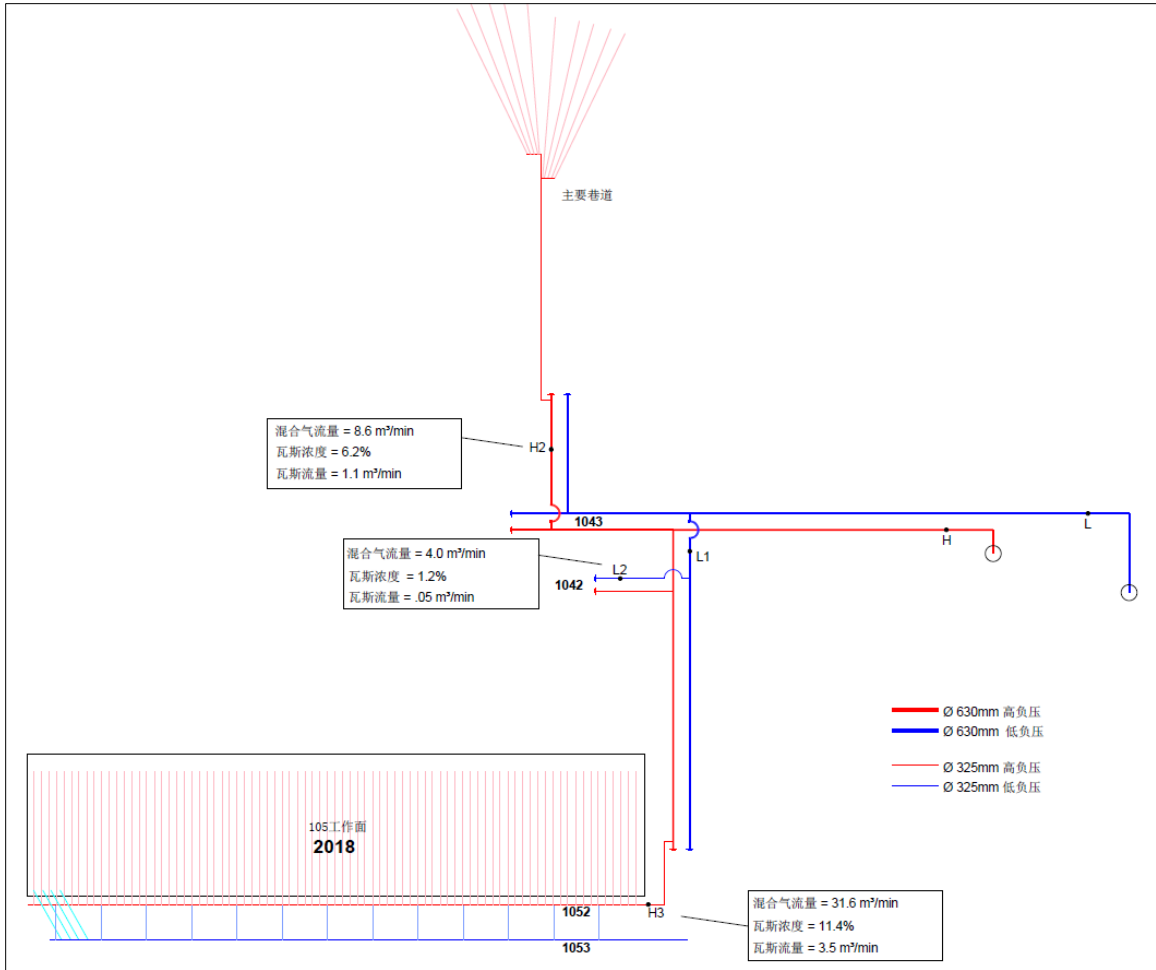 主要巷道
混合气流量 = 8.6 m³/min
瓦斯浓度 = 6.2%
瓦斯流量 = 1.1 m³/min
H2
1043
L
H
混合气流量 = 4.0 m³/min
瓦斯浓度 = 1.2%
瓦斯流量 = .05 m³/min
L2
L1
1042
Ø 630mm 高负压
Ø 630mm 低负压
Ø 325mm 高负压
Ø 325mm 低负压
105工作面
2018
1052
H3
1053
混合气流量 = 31.6 m³/min
瓦斯浓度 = 11.4%
瓦斯流量 = 3.5 m³/min